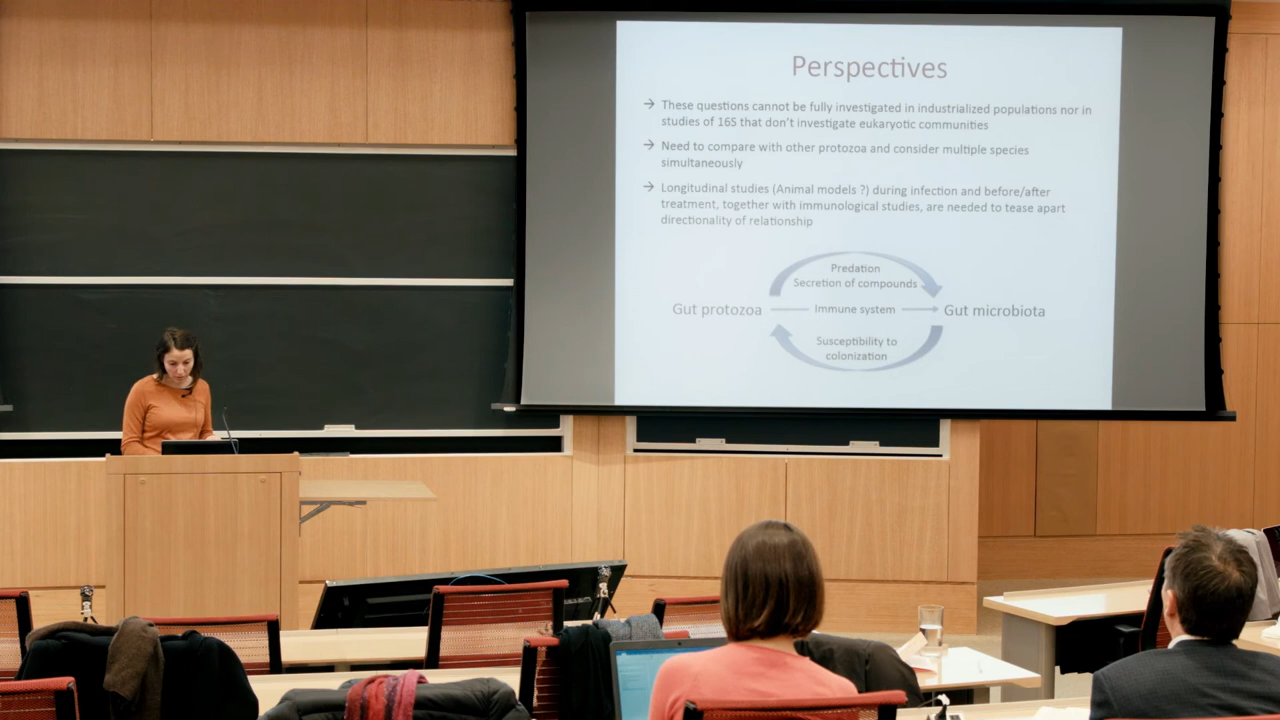 Perspectives
→ These questions cannot be fully investigated in industrialized populations nor in
studies of 16S that don't investigate eukaryotic communities
→ Need to compare with other protozoa and consider multiple species
simultaneously
→ Longitudinal studies (Animal models ?) during infection and before/after
treatment, together with immunological studies, are needed to tease apart
directionality of relationship
Predation
Secretion of compounds
Gut protozoa Immune system Gut microbiota
Susceptibility to
colonization